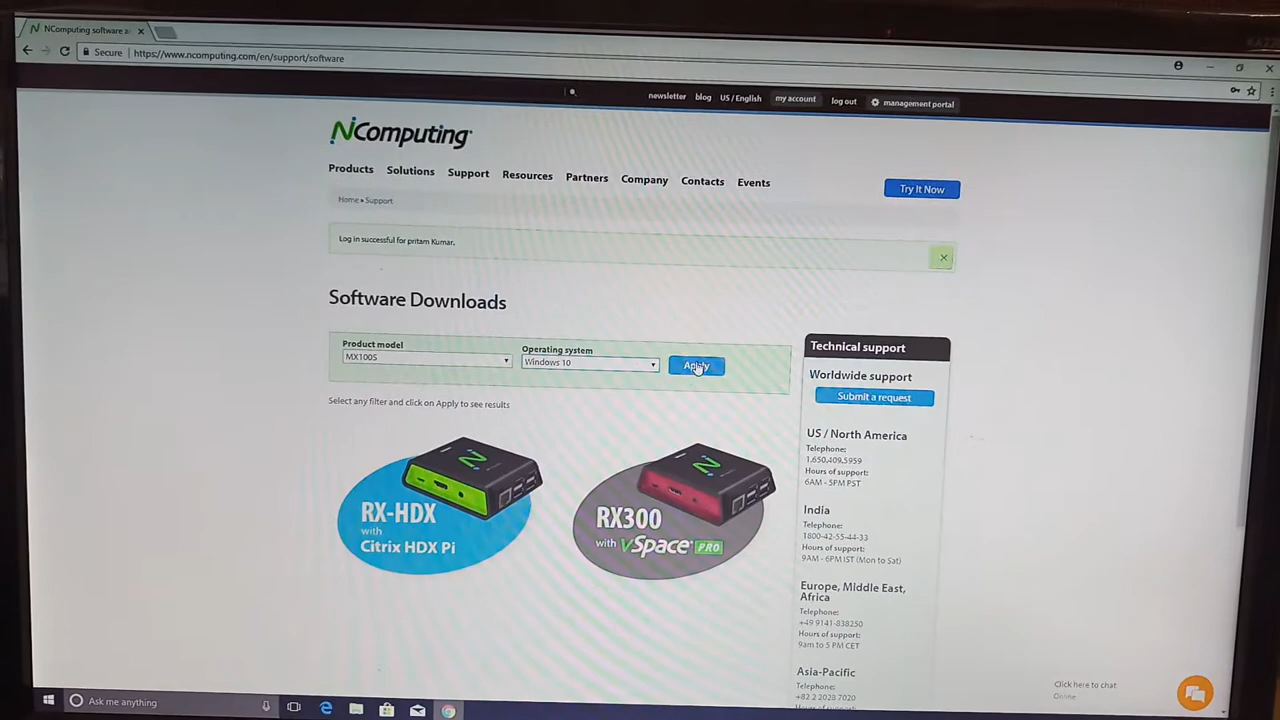 NComputing software a
Secure https://www.ncomputing.com/en/support/software
newsletter blog US / English my account log out management portal
NComputing
Products Solutions Support Resources Partners Company Contacts Events
Try It Now
Home ▸ Support
Log in successful for pritam Kumar.
Software Downloads
Product model
MX100S
Operating system
Windows 10
Apply
Select any filter and click on Apply to see results
RX-HDX
with
Citrix HDX Pi
RX300
with vSpace PRO
Technical support
Worldwide support
Submit a request
US / North America
Telephone:
1.650.409.5959
Hours of support:
6AM - 5PM PST
India
Telephone:
1800-42-55-44-33
Hours of support:
9AM - 6PM IST (Mon to Sat)
Europe, Middle East,
Africa
Telephone:
+49 9141-838250
Hours of support:
9am to 5 PM CET
Asia-Pacific
Telephone:
+82 2 2028 7020
Click here to chat
Online
Ask me anything